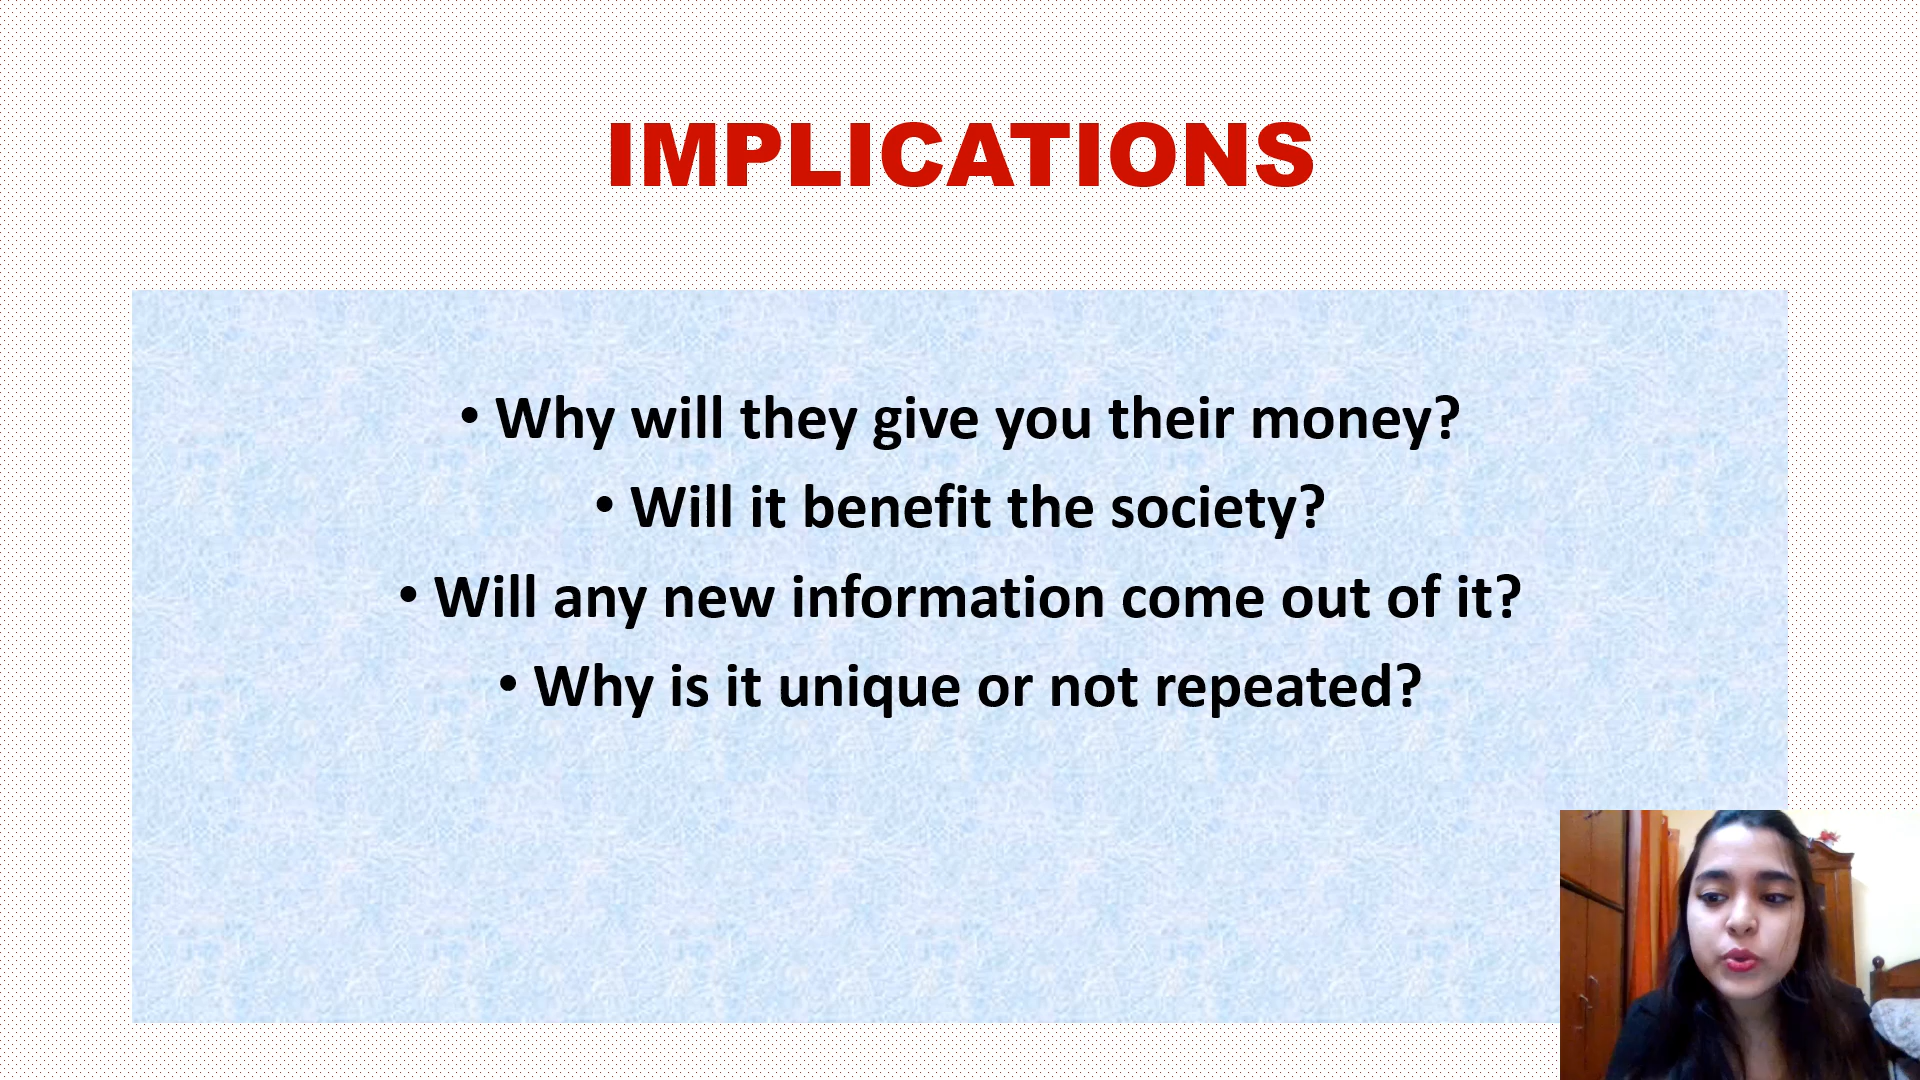 IMPLICATIONS
• Why will they give you their money?
• Will it benefit the society?
• Will any new information come out of it?
• Why is it unique or not repeated?